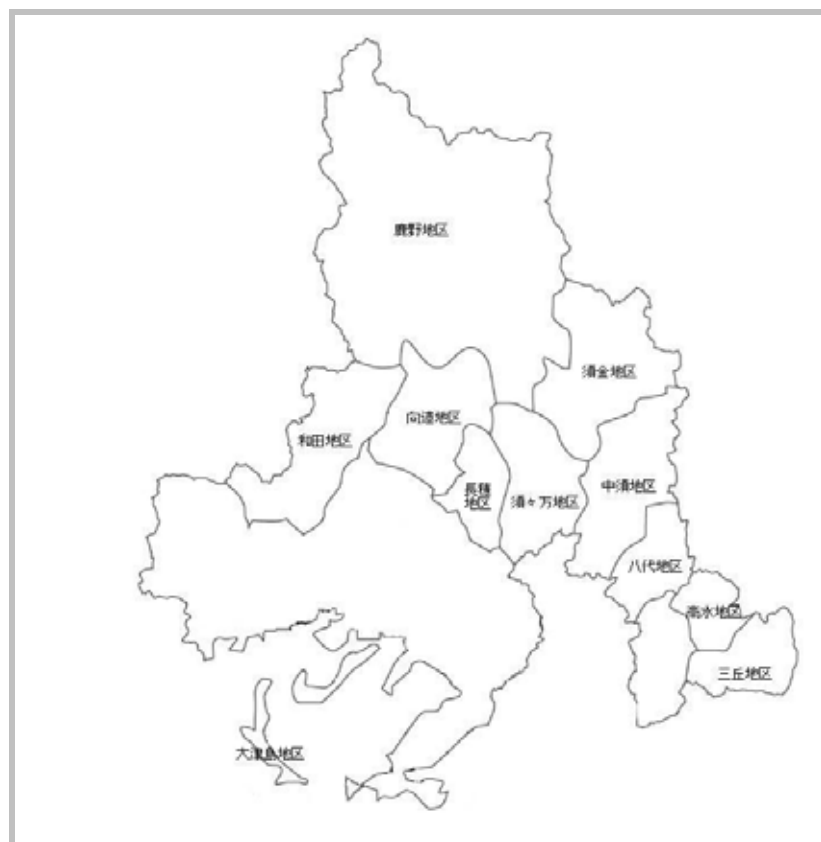 鹿野地区
須金地区
向道地区
和田地区
長穂
地区
須々万地区
中須地区
八代地区
高水地区
三丘地区
大津島地区